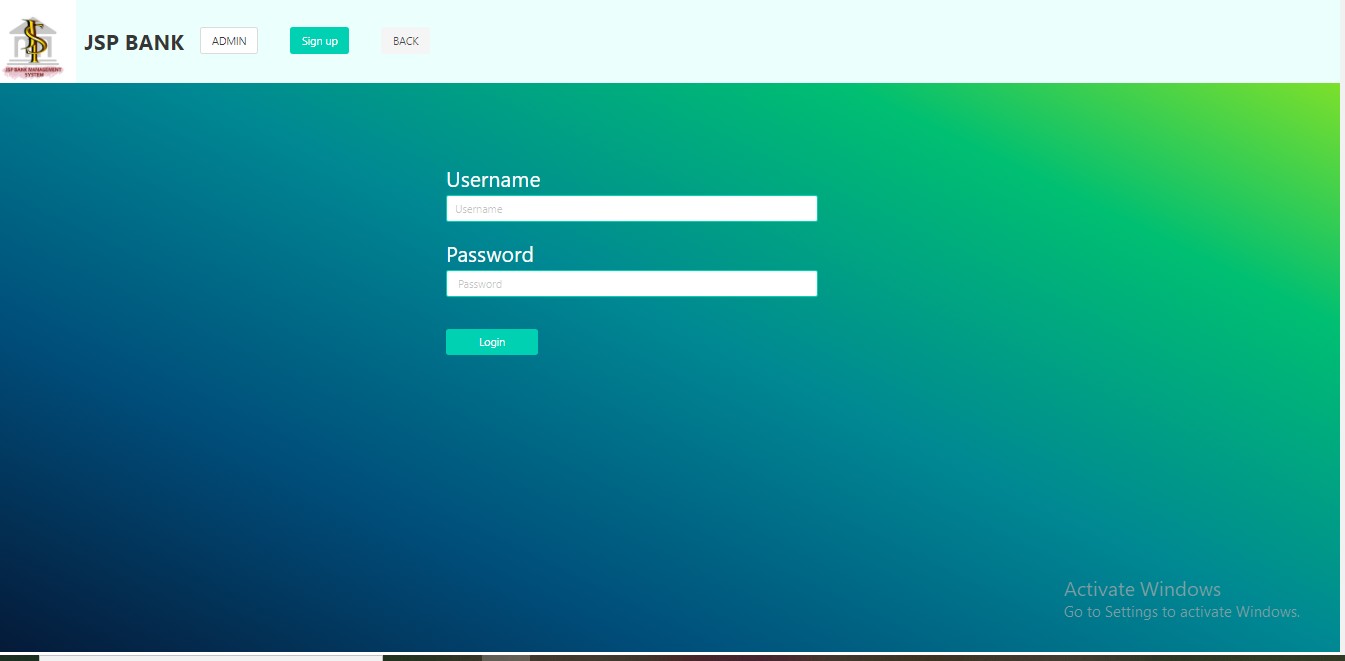 JSP BANK MANAGEMENT
SYSTEM
JSP BANK
ADMIN
Sign up
BACK
Username
Username
Password
Password
Login
Activate Windows
Go to Settings to activate Windows.